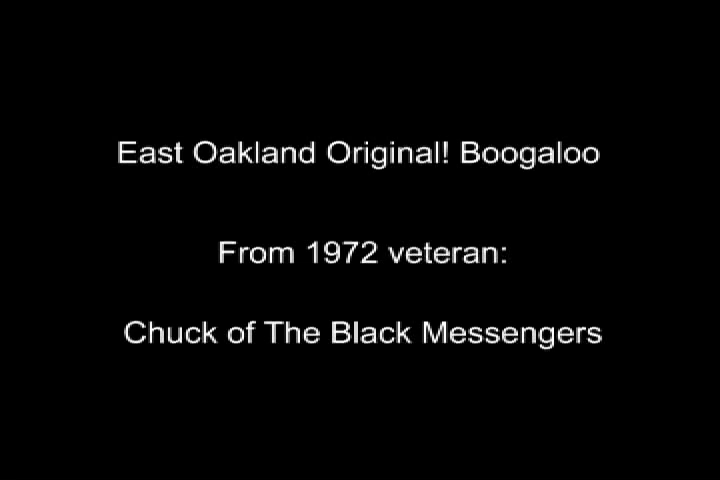 East Oakland Original! Boogaloo
From 1972 veteran:
Chuck of The Black Messengers